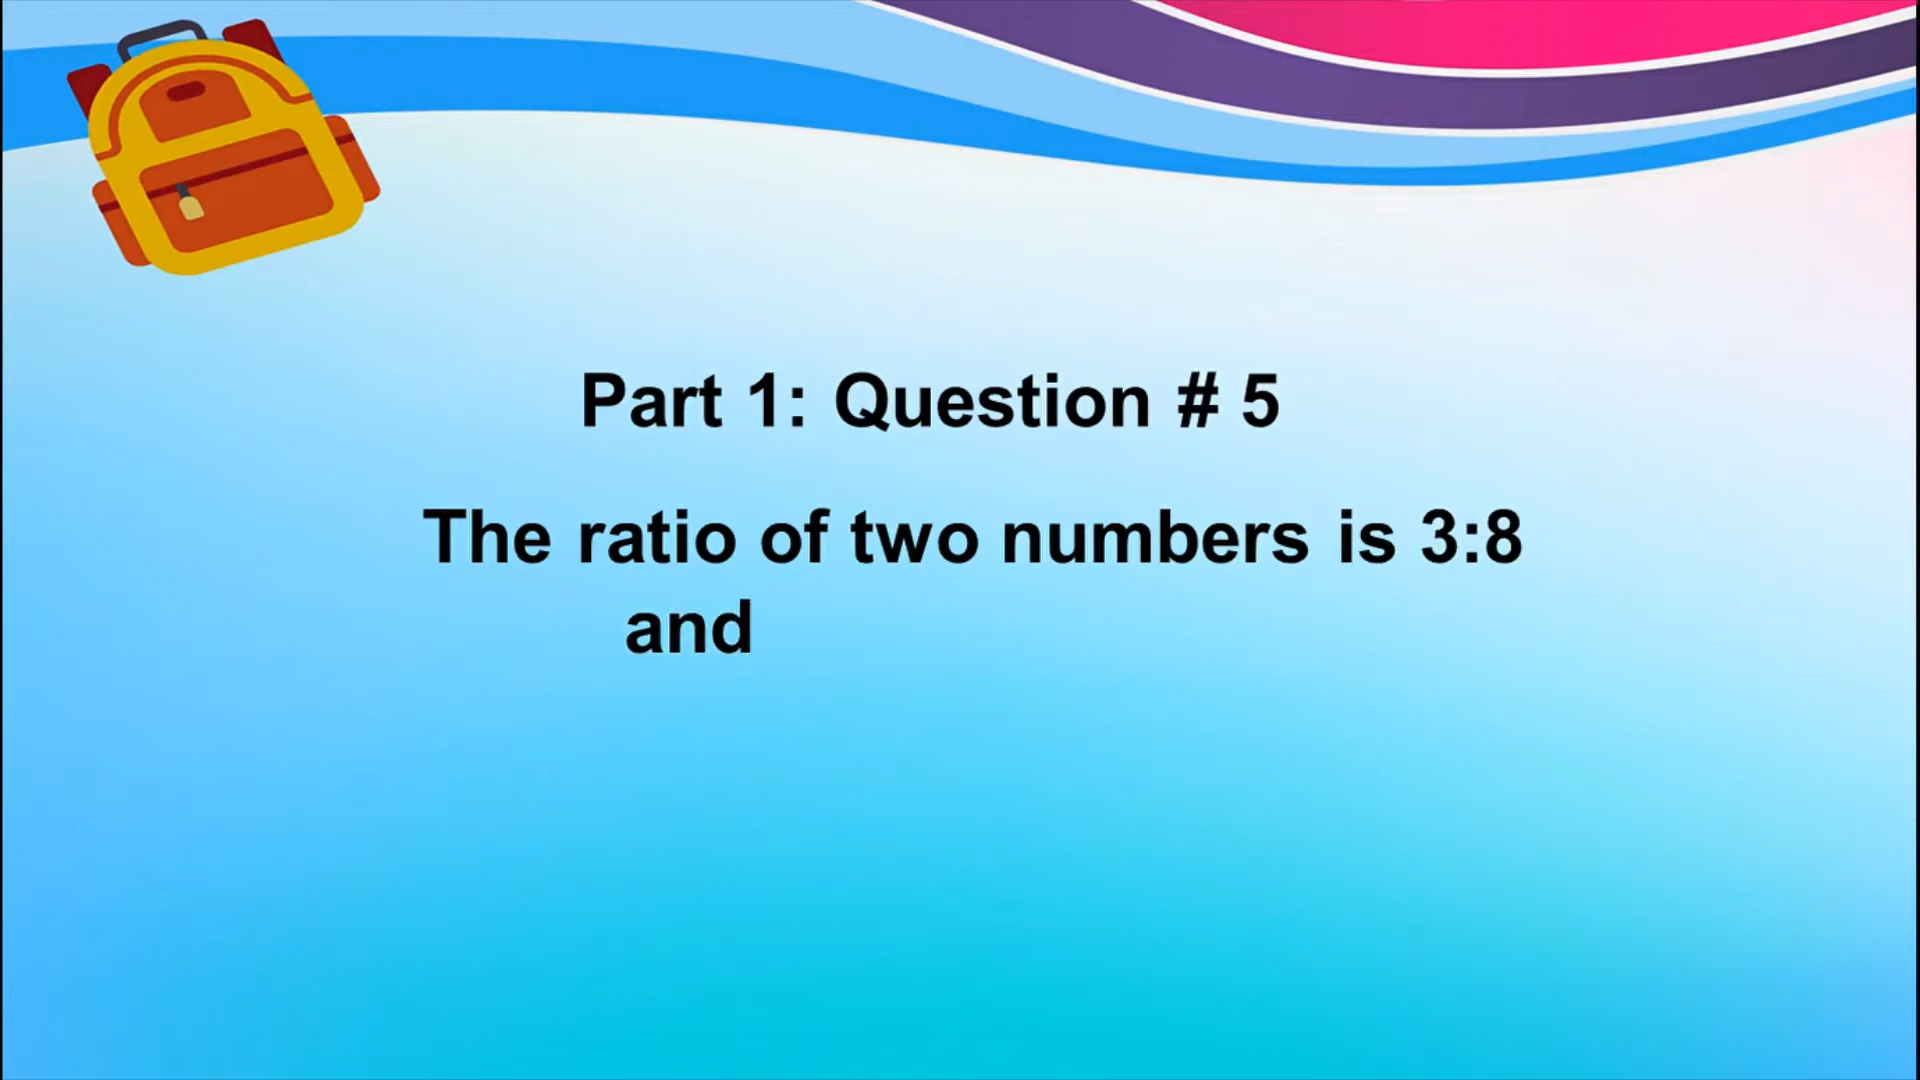 Part 1: Question # 5
The ratio of two numbers is 3:8
and